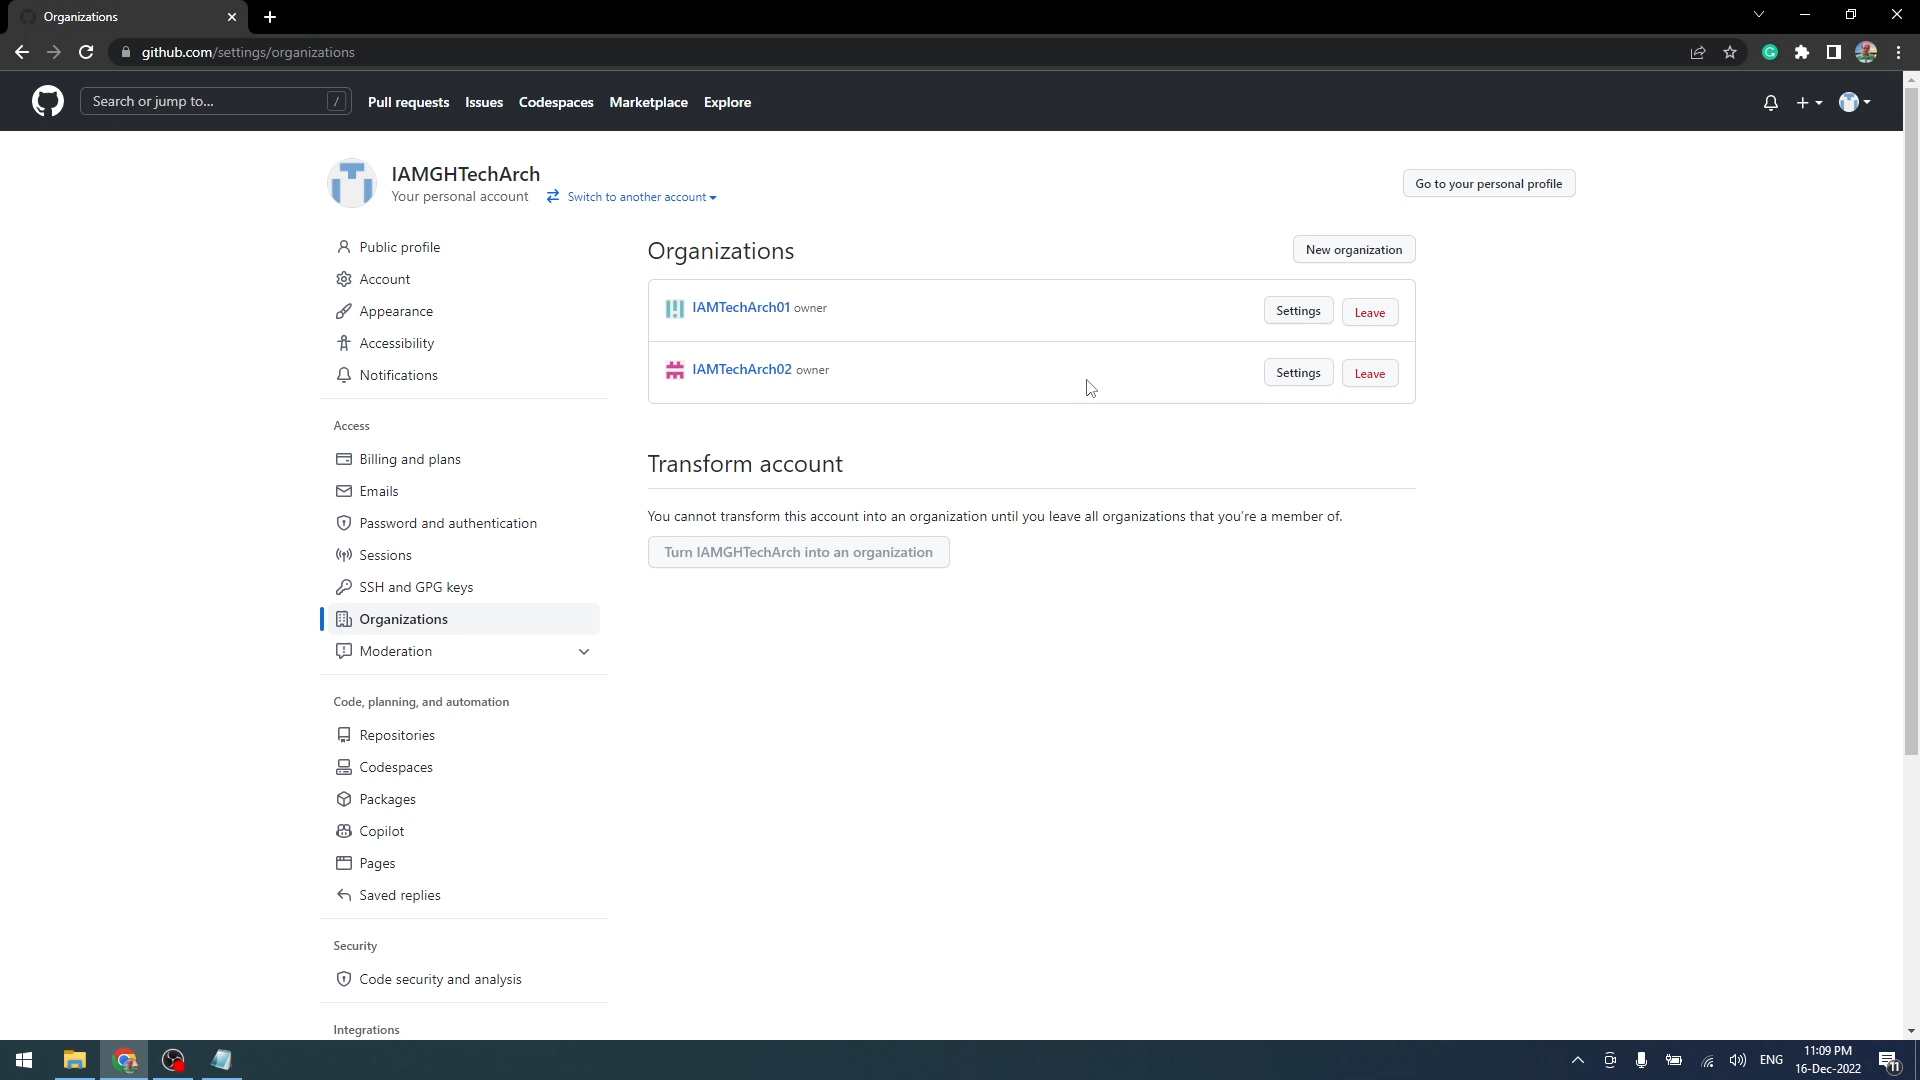 Organizations
github.com/settings/organizations
Search or jump to... /
Pull requests Issues Codespaces Marketplace Explore
IAMGHTechArch
Your personal account Switch to another account
Go to your personal profile
Public profile
Account
Appearance
Accessibility
Notifications
Access
Billing and plans
Emails
Password and authentication
Sessions
SSH and GPG keys
Organizations
Moderation
Code, planning, and automation
Repositories
Codespaces
Packages
Copilot
Pages
Saved replies
Security
Code security and analysis
Integrations
Organizations
New organization
IAMTechArch01 owner
Settings Leave
IAMTechArch02 owner
Settings Leave
Transform account
You cannot transform this account into an organization until you leave all organizations that you're a member of.
Turn IAMGHTechArch into an organization
ENG
11:09 PM
16-Dec-2022
11